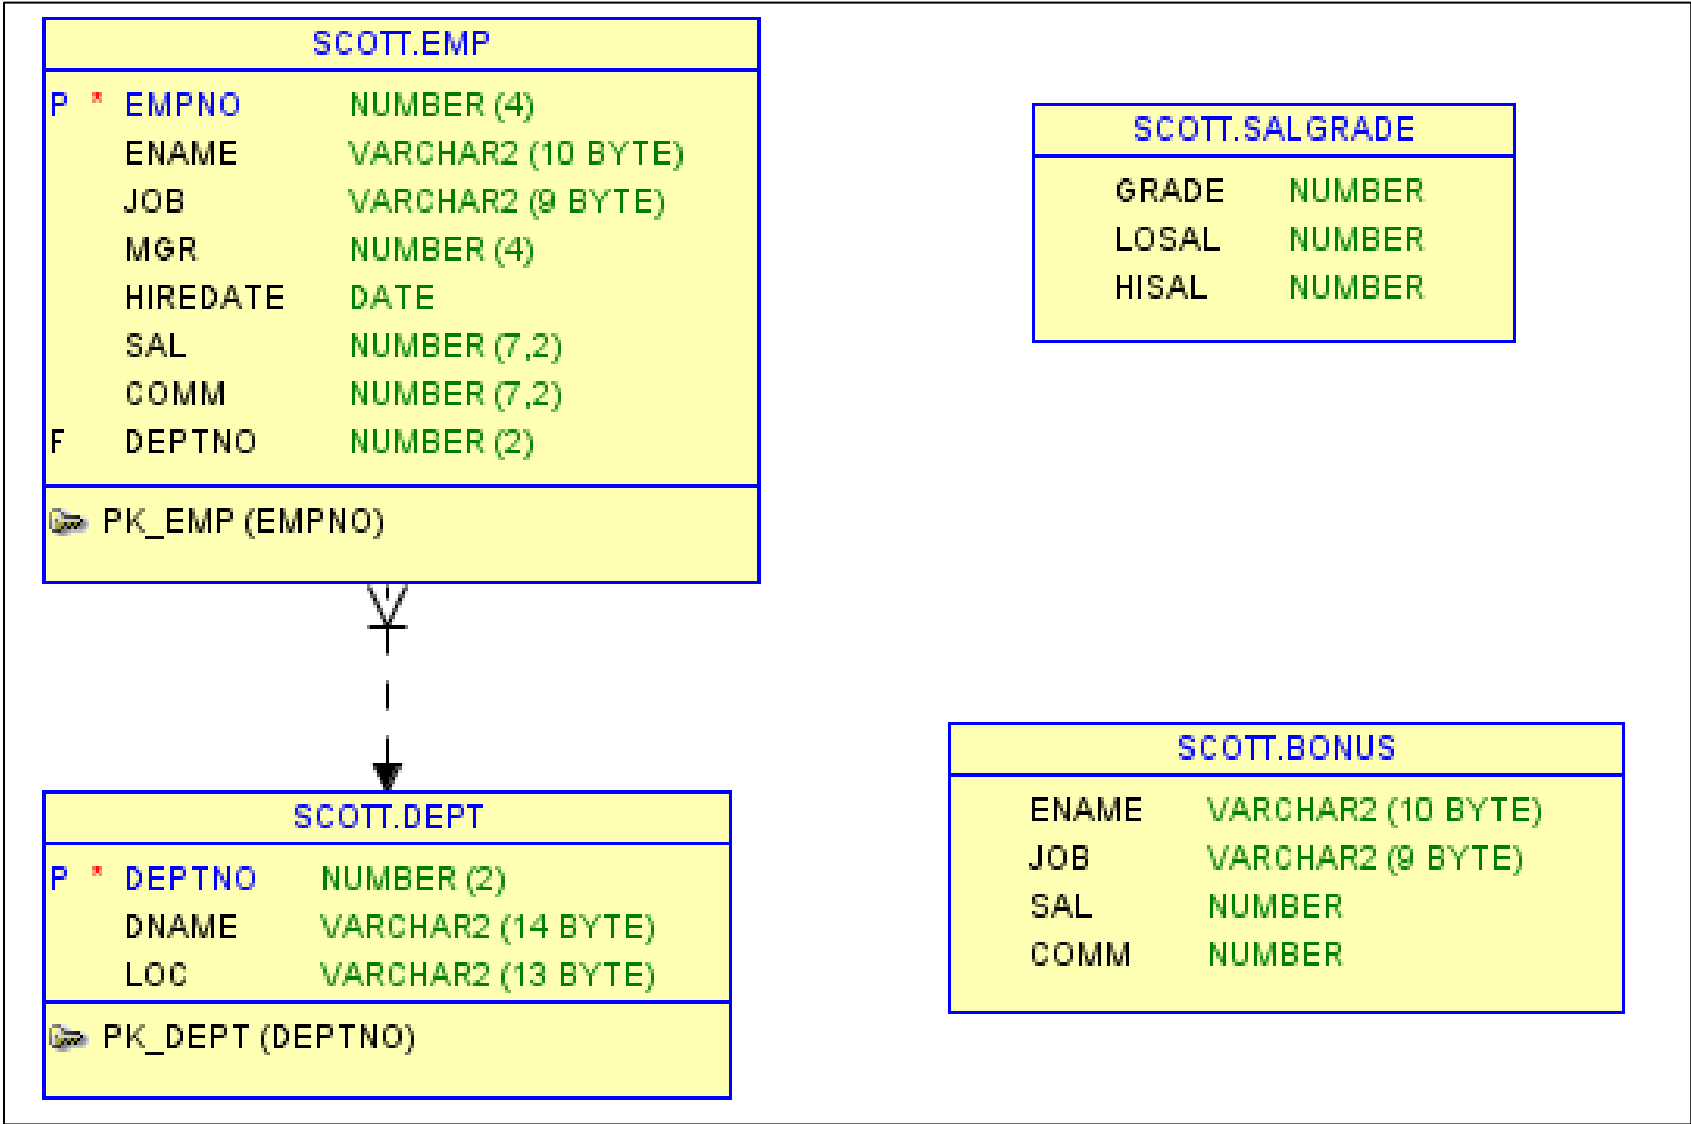 SCOTT.EMP
P * EMPNO NUMBER (4)
ENAME VARCHAR2 (10 BYTE)
JOB VARCHAR2 (9 BYTE)
MGR NUMBER (4)
HIREDATE DATE
SAL NUMBER (7,2)
COMM NUMBER (7,2)
F DEPTNO NUMBER (2)
PK_EMP (EMPNO)
SCOTT.SALGRADE
GRADE NUMBER
LOSAL NUMBER
HISAL NUMBER
SCOTT.DEPT
P * DEPTNO NUMBER (2)
DNAME VARCHAR2 (14 BYTE)
LOC VARCHAR2 (13 BYTE)
PK_DEPT (DEPTNO)
SCOTT.BONUS
ENAME VARCHAR2 (10 BYTE)
JOB VARCHAR2 (9 BYTE)
SAL NUMBER
COMM NUMBER